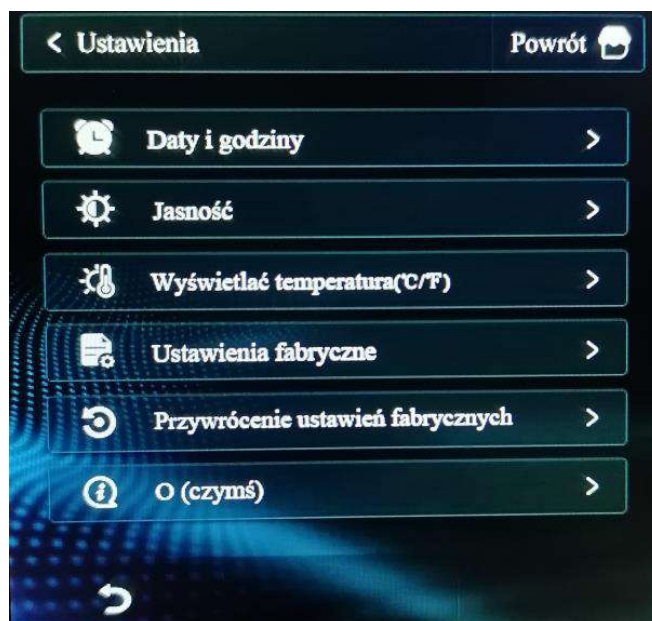 Ustawienia
Powrót
Daty i godziny
Jasność
Wyświetlać temperatura(℃/℉)
Ustawienia fabryczne
Przywrócenie ustawień fabrycznych
O (czymś)